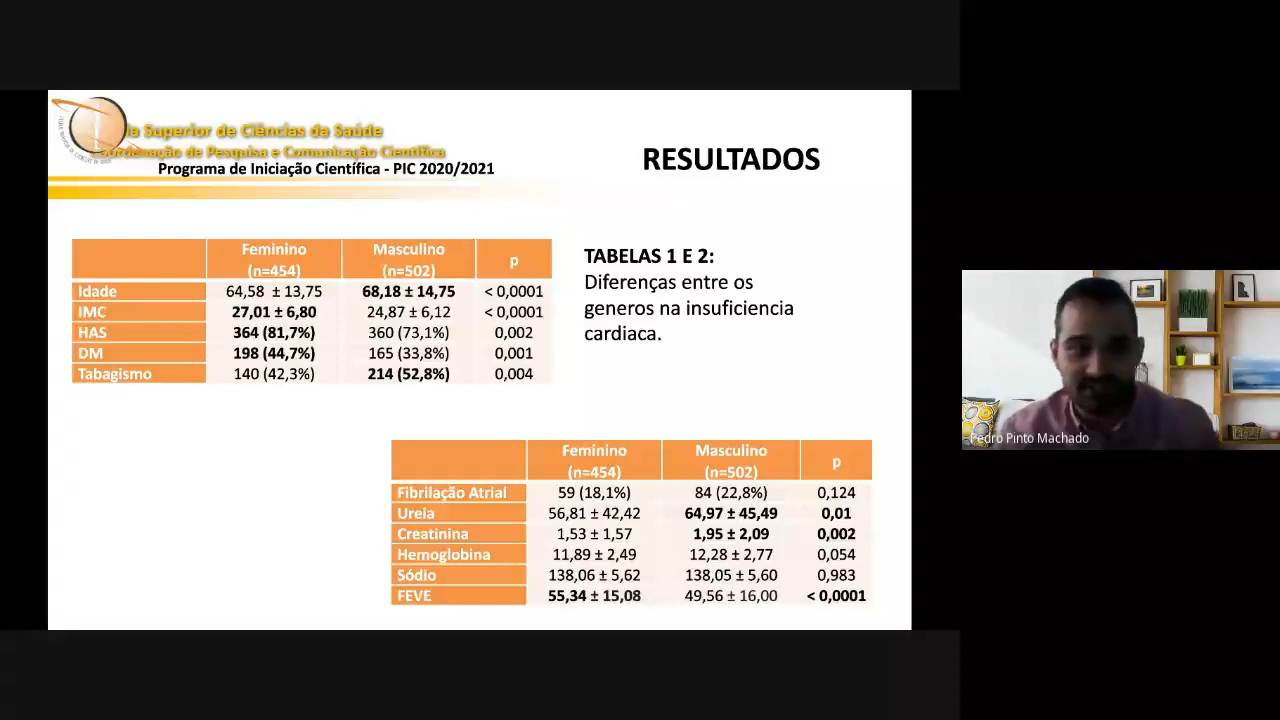 la Superior de Ciências da Saúde
Coordenação de Pesquisa e Comunicação Científica
Programa de Iniciação Científica - PIC 2020/2021
RESULTADOS
Feminino (n=454) Masculino (n=502) p
Idade 64,58 ± 13,75 68,18 ± 14,75 < 0,0001
IMC 27,01 ± 6,80 24,87 ± 6,12 < 0,0001
HAS 364 (81,7%) 360 (73,1%) 0,002
DM 198 (44,7%) 165 (33,8%) 0,001
Tabagismo 140 (42,3%) 214 (52,8%) 0,004
TABELAS 1 E 2:
Diferenças entre os
generos na insuficiencia
cardiaca.
Feminino (n=454) Masculino (n=502) p
Fibrilação Atrial 59 (18,1%) 84 (22,8%) 0,124
Ureia 56,81 ± 42,42 64,97 ± 45,49 0,01
Creatinina 1,53 ± 1,57 1,95 ± 2,09 0,002
Hemoglobina 11,89 ± 2,49 12,28 ± 2,77 0,054
Sódio 138,06 ± 5,62 138,05 ± 5,60 0,983
FEVE 55,34 ± 15,08 49,56 ± 16,00 < 0,0001
Pedro Pinto Machado